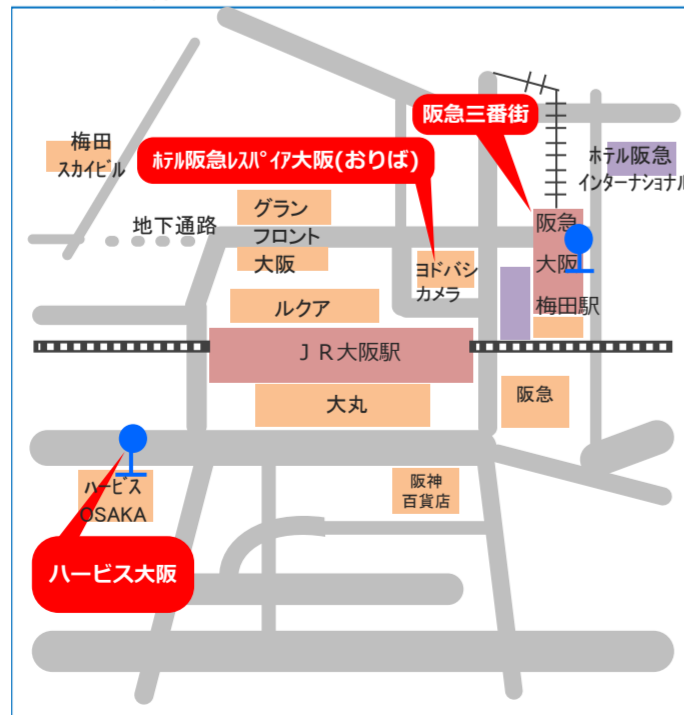 阪急三番街
梅田
スカイビル
ホテル阪急レスパイア大阪(おりば)
ホテル阪急
インターナショナル
グラン
フロント
大阪
地下通路
阪急
大阪
梅田駅
ヨドバシ
カメラ
ルクア
JR大阪駅
大丸
阪急
阪神
百貨店
ハービス
OSAKA
ハービス大阪